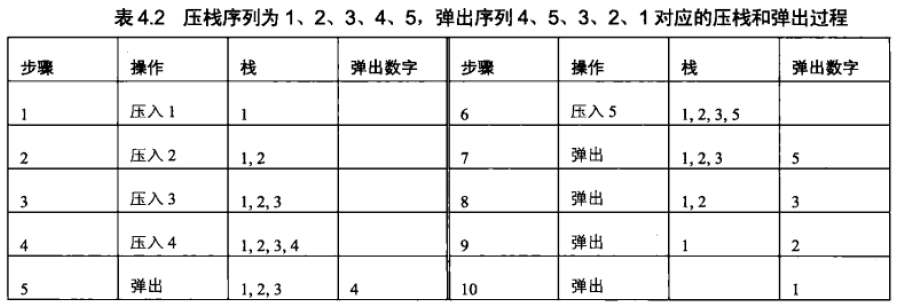 表 4.2 压栈序列为 1、2、3、4、5，弹出序列 4、5、3、2、1 对应的压栈和弹出过程
步骤 操作 栈 弹出数字 步骤 操作 栈 弹出数字
1 压入 1 1 6 压入 5 1, 2, 3, 5
2 压入 2 1, 2 7 弹出 1, 2, 3 5
3 压入 3 1, 2, 3 8 弹出 1, 2 3
4 压入 4 1, 2, 3, 4 9 弹出 1 2
5 弹出 1, 2, 3 4 10 弹出 1